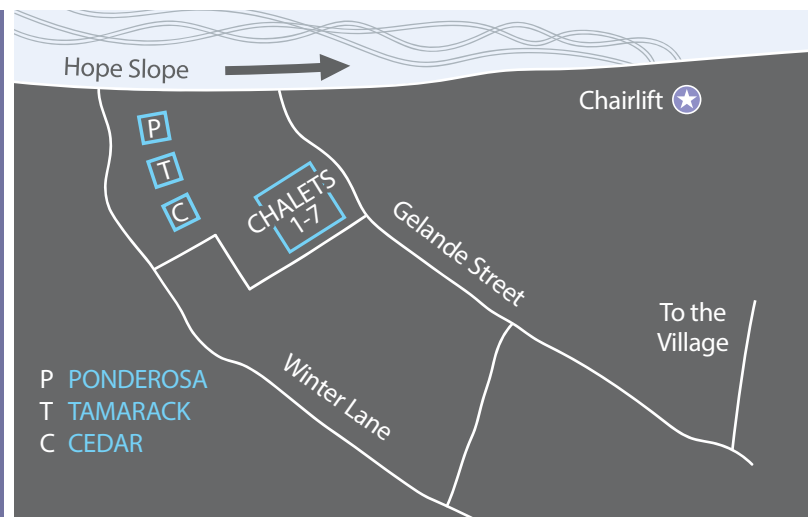 Hope Slope
Chairlift
P
T
C
CHALETS
1-7
Gelande Street
To the
Village
Winter Lane
P PONDEROSA
T TAMARACK
C CEDAR